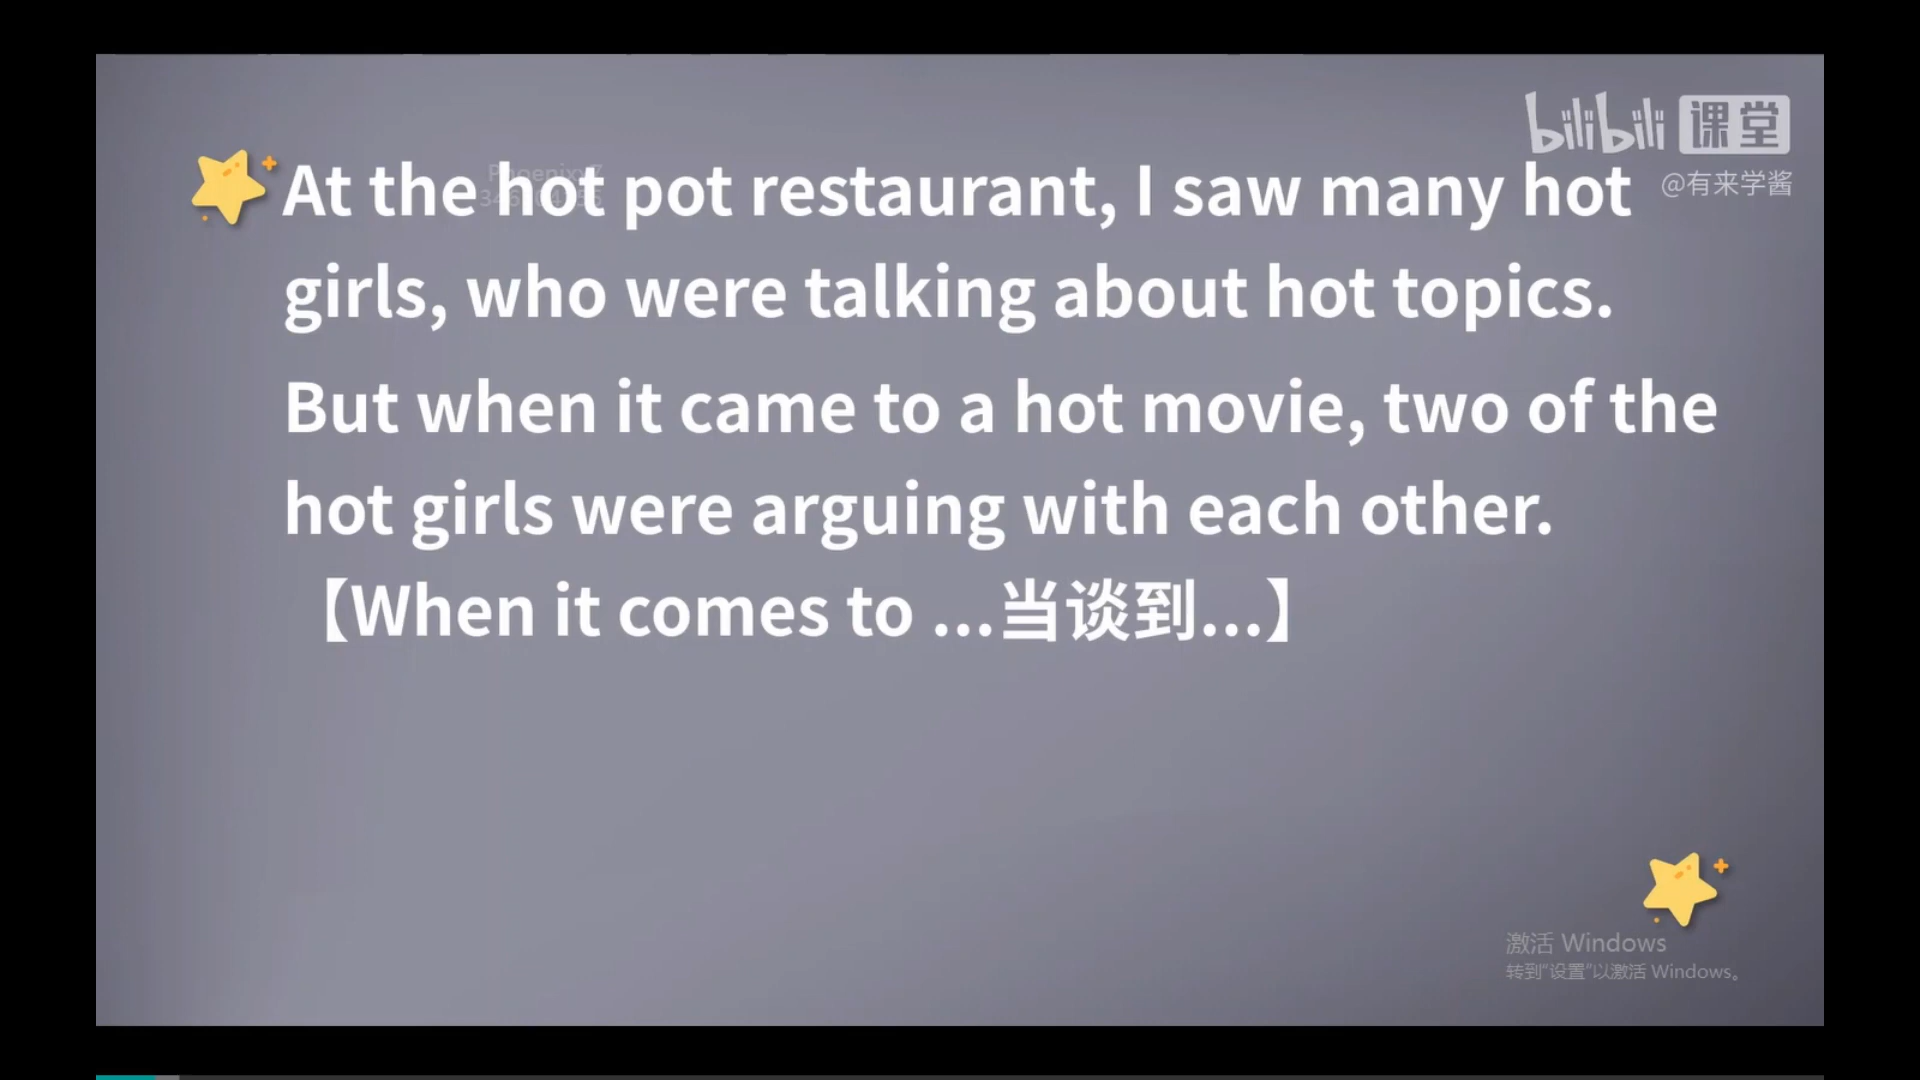 bilibili 课堂
@有来学酱
At the hot pot restaurant, I saw many hot
girls, who were talking about hot topics.
But when it came to a hot movie, two of the
hot girls were arguing with each other.
【When it comes to ...当谈到...】
激活 Windows
转到“设置”以激活 Windows。